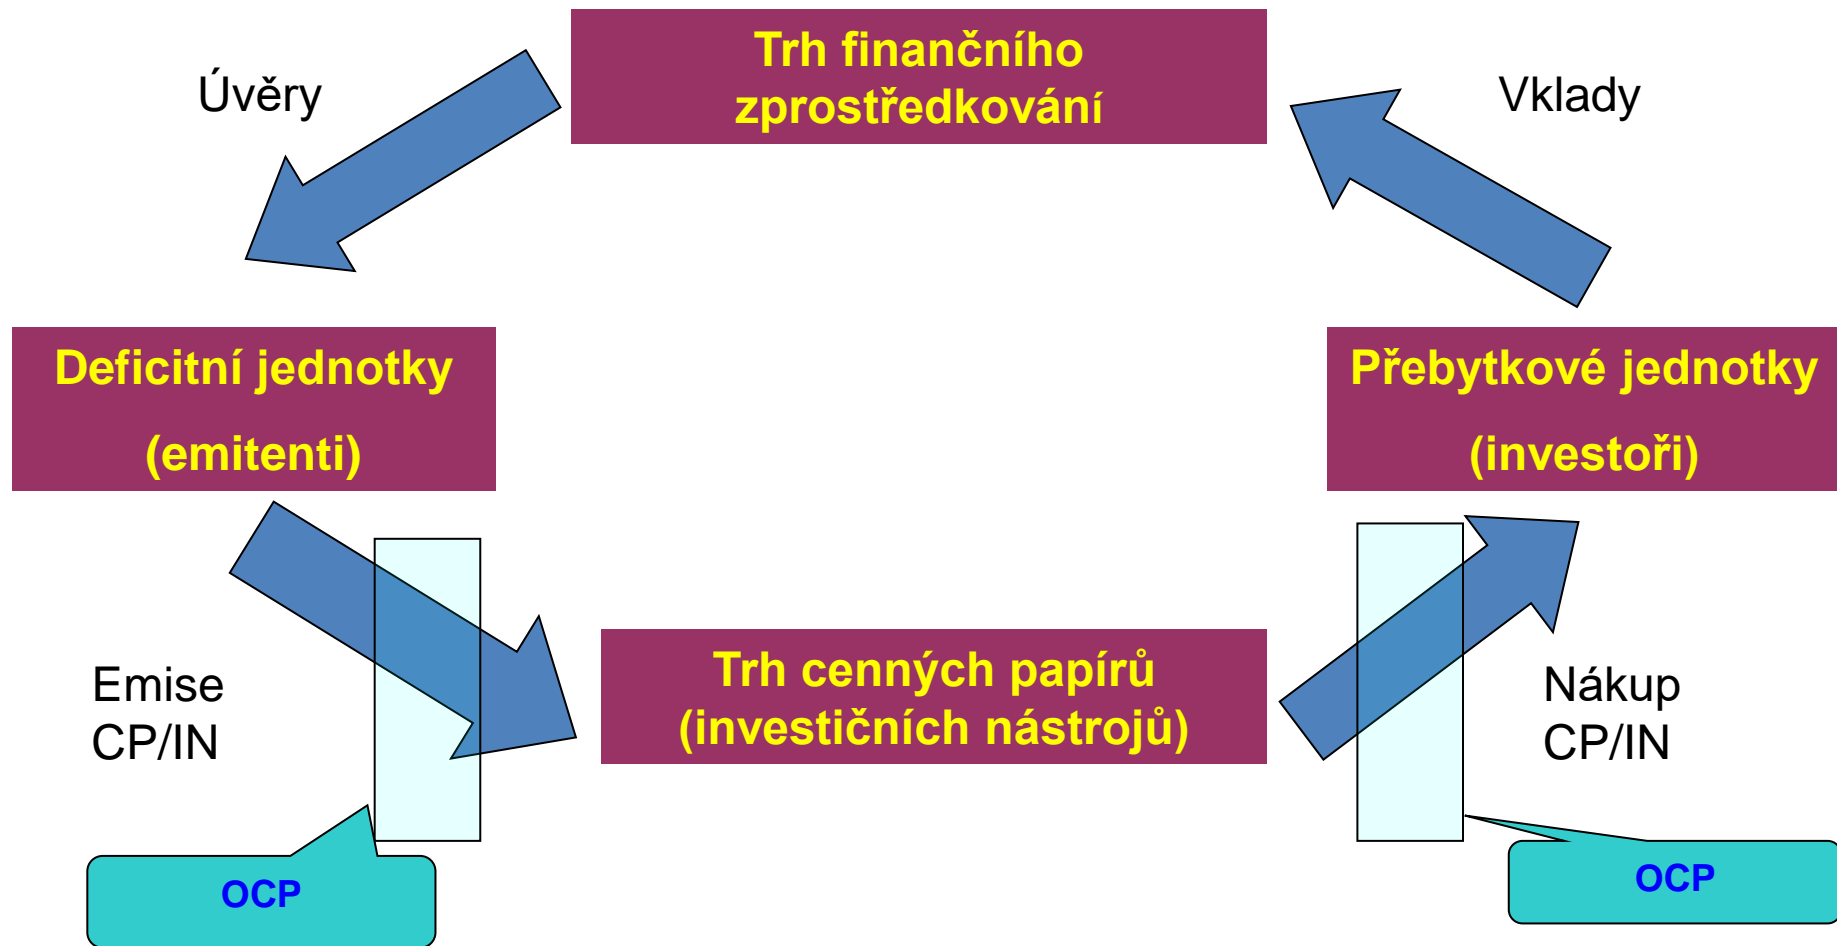 Trh finančního
zprostředkování
Úvěry
Vklady
Deficitní jednotky
(emitenti)
Přebytkové jednotky
(investoři)
Trh cenných papírů
(investičních nástrojů)
Emise
CP/IN
Nákup
CP/IN
OCP
OCP